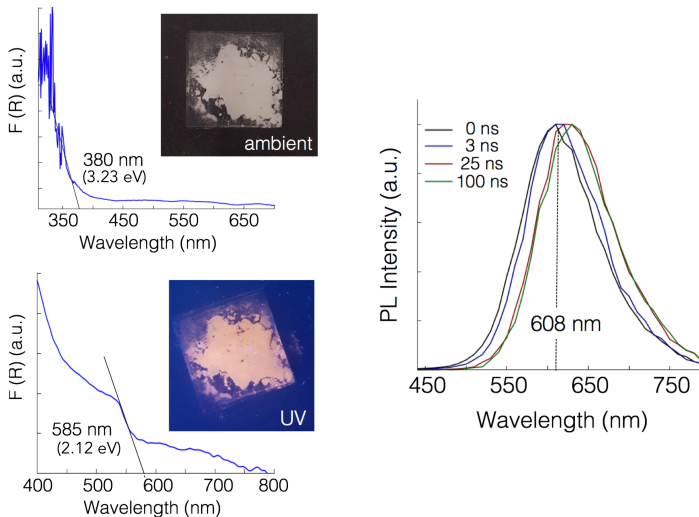 F (R) (a.u.)
ambient
380 nm
(3.23 eV)
350
450
550
650
Wavelength (nm)
F (R) (a.u.)
UV
585 nm
(2.12 eV)
400
500
600
700
800
Wavelength (nm)
PL Intensity (a.u.)
0 ns
3 ns
25 ns
100 ns
608 nm
450
550
650
750
Wavelength (nm)